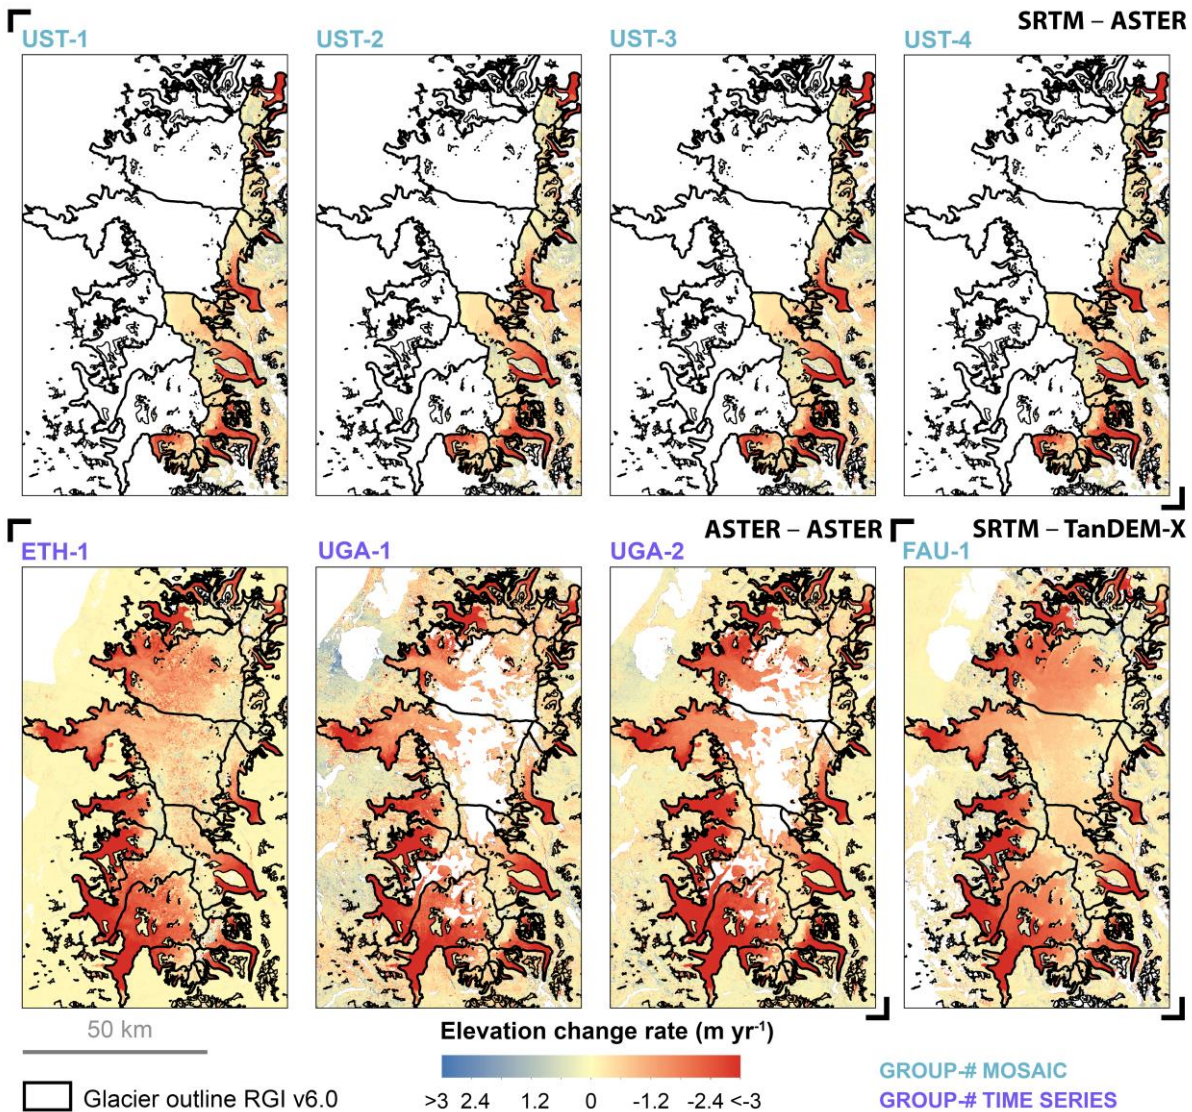 SRTM – ASTER
UST-1 UST-2 UST-3 UST-4
ASTER – ASTER SRTM – TanDEM-X
ETH-1 UGA-1 UGA-2 FAU-1
50 km
Glacier outline RGI v6.0
Elevation change rate (m yr⁻¹)
>3 2.4 1.2 0 -1.2 -2.4 <-3
GROUP-# MOSAIC
GROUP-# TIME SERIES